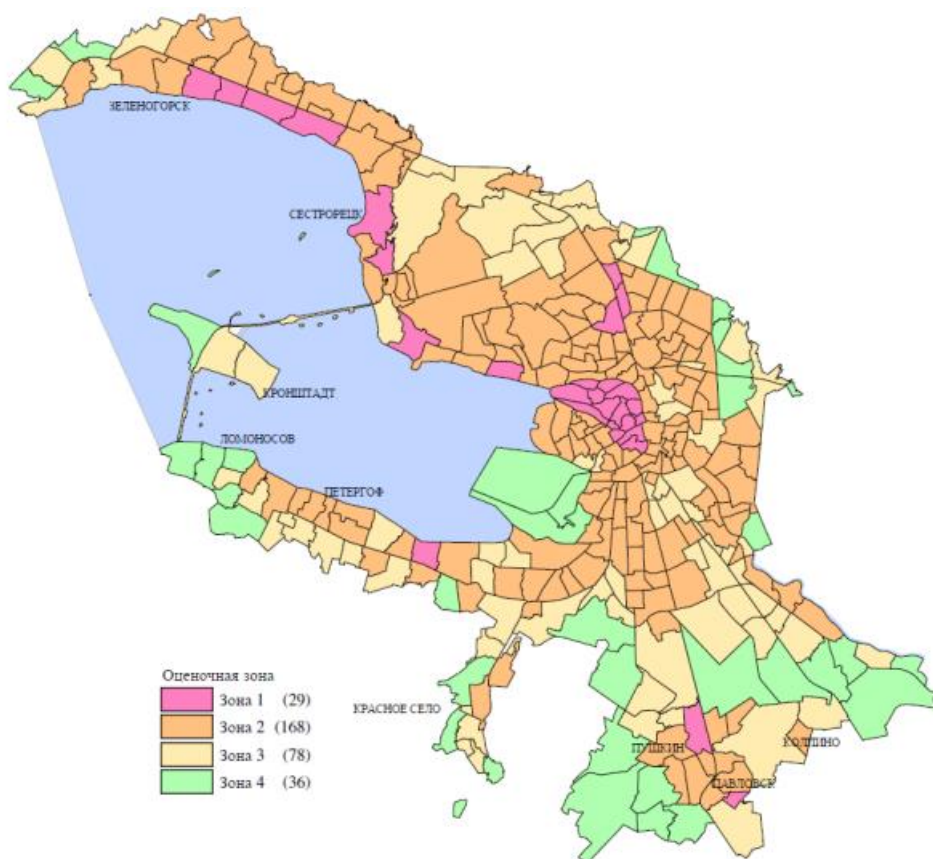 ЗЕЛЕНОГОРСК
СЕСТРОРЕЦК
КРОНШТАДТ
ЛОМОНОСОВ
ПЕТЕРГОФ
Оценочная зона
Зона 1 (29)
Зона 2 (168)
Зона 3 (78)
Зона 4 (36)
КРАСНОЕ СЕЛО
ПУШКИН
КОЛПИНО
ПАВЛОВСК